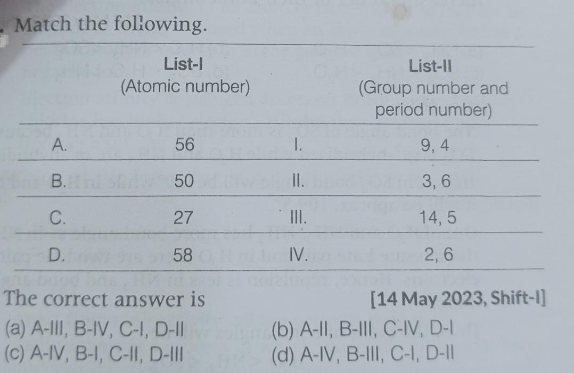 Match the following.
List-I
(Atomic number)
List-II
(Group number and
period number)
A. 56 I. 9, 4
B. 50 II. 3, 6
C. 27 III. 14, 5
D. 58 IV. 2, 6
The correct answer is [14 May 2023, Shift-I]
(a) A-III, B-IV, C-I, D-II (b) A-II, B-III, C-IV, D-I
(c) A-IV, B-I, C-II, D-III (d) A-IV, B-III, C-I, D-II